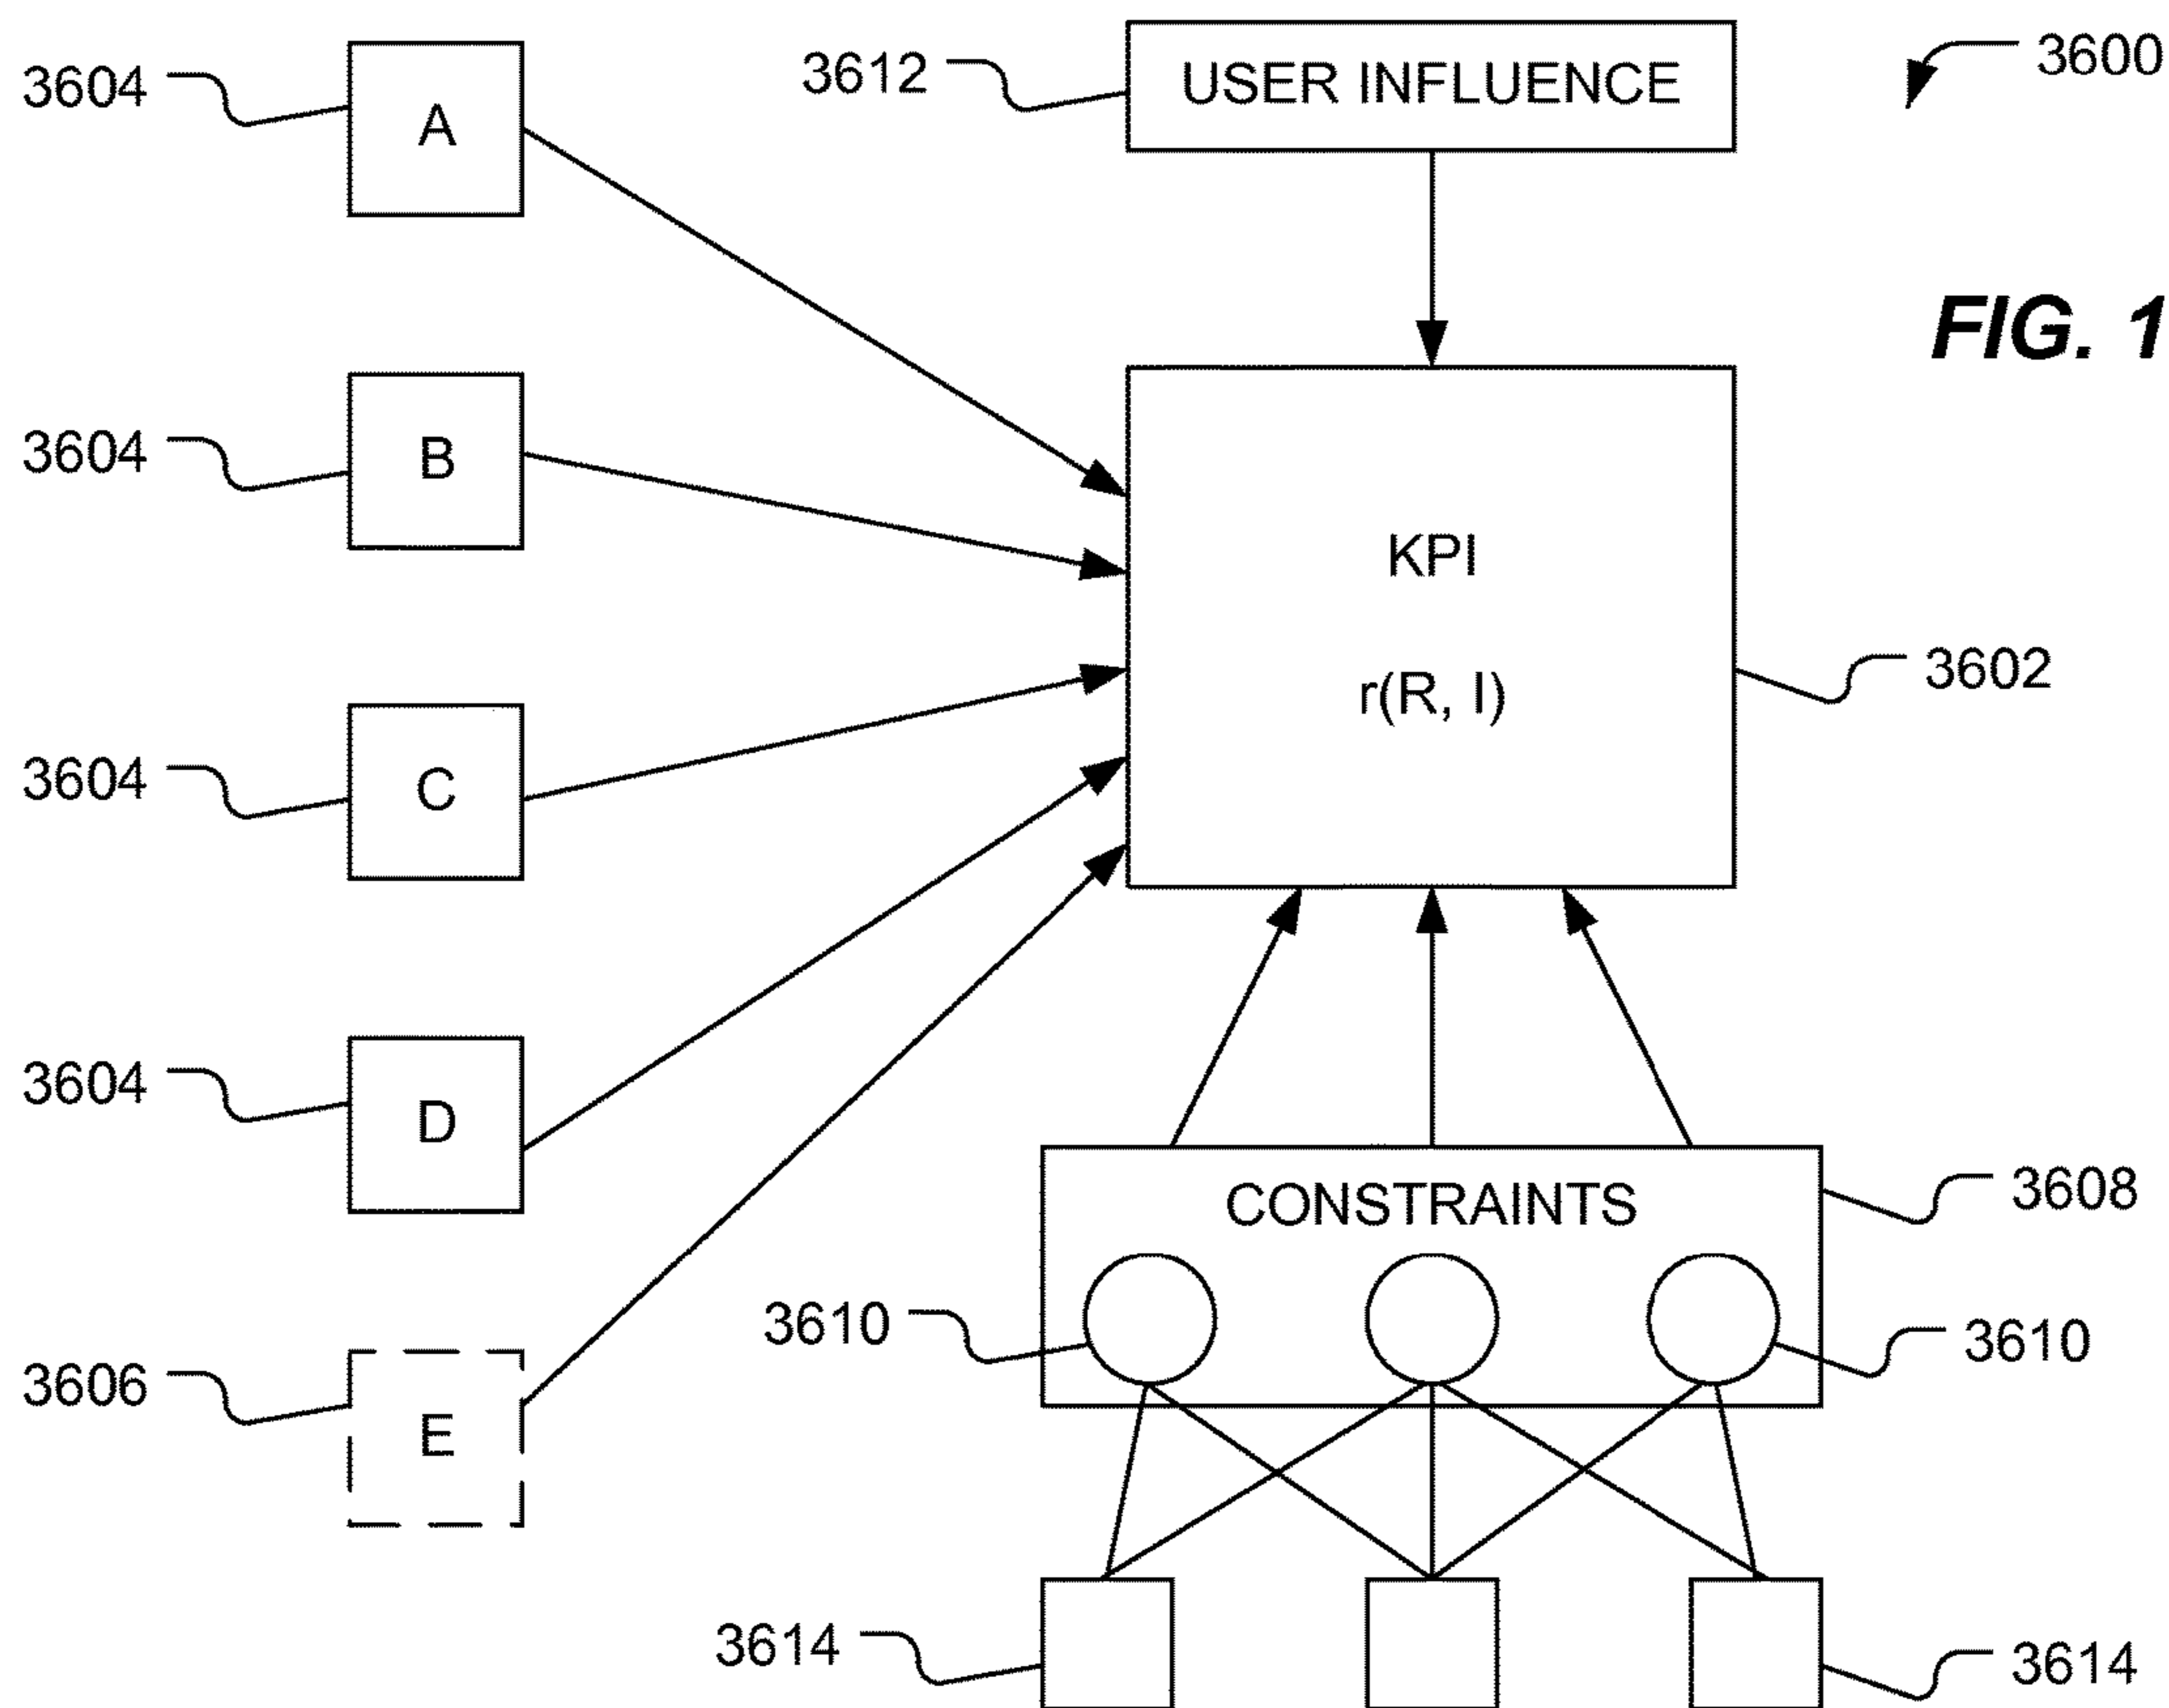 3600
3612
USER INFLUENCE
FIG. 1
3604
A
3604
B
3604
C
3604
D
3606
E
KPI
r(R, I)
3602
CONSTRAINTS
3608
3610
3610
3614
3614